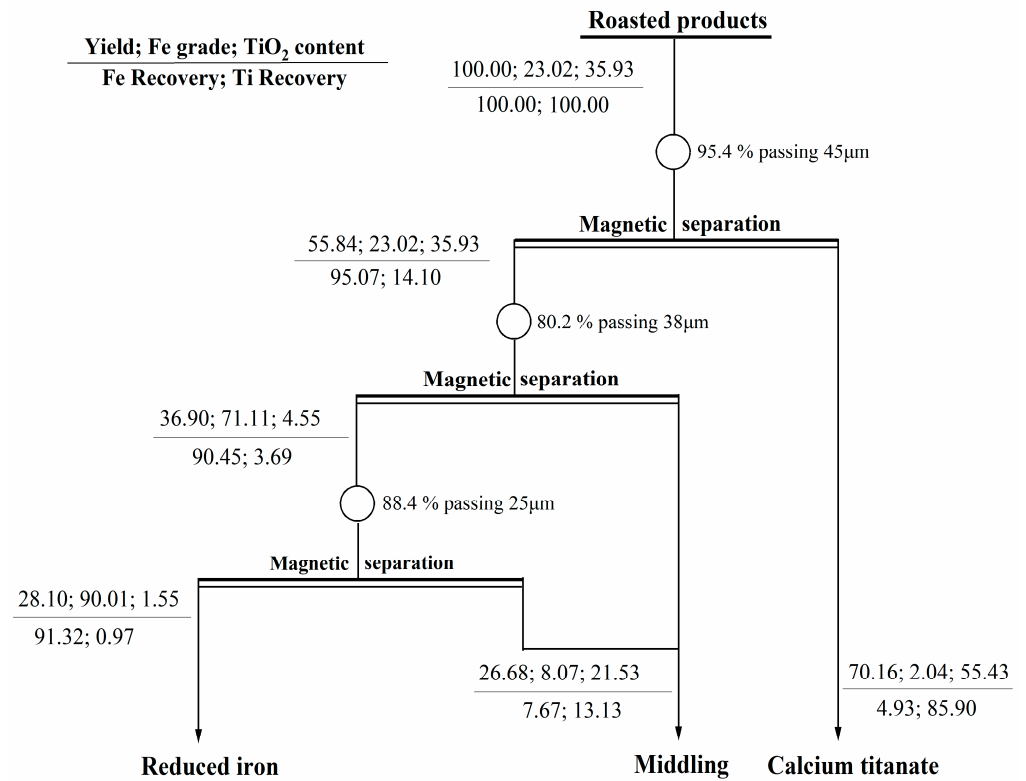 Roasted products
Yield; Fe grade; TiO₂ content
Fe Recovery; Ti Recovery
100.00; 23.02; 35.93
100.00; 100.00
95.4 % passing 45μm
Magnetic separation
55.84; 23.02; 35.93
95.07; 14.10
80.2 % passing 38μm
Magnetic separation
36.90; 71.11; 4.55
90.45; 3.69
88.4 % passing 25μm
Magnetic separation
28.10; 90.01; 1.55
91.32; 0.97
26.68; 8.07; 21.53
7.67; 13.13
70.16; 2.04; 55.43
4.93; 85.90
Reduced iron
Middling
Calcium titanate